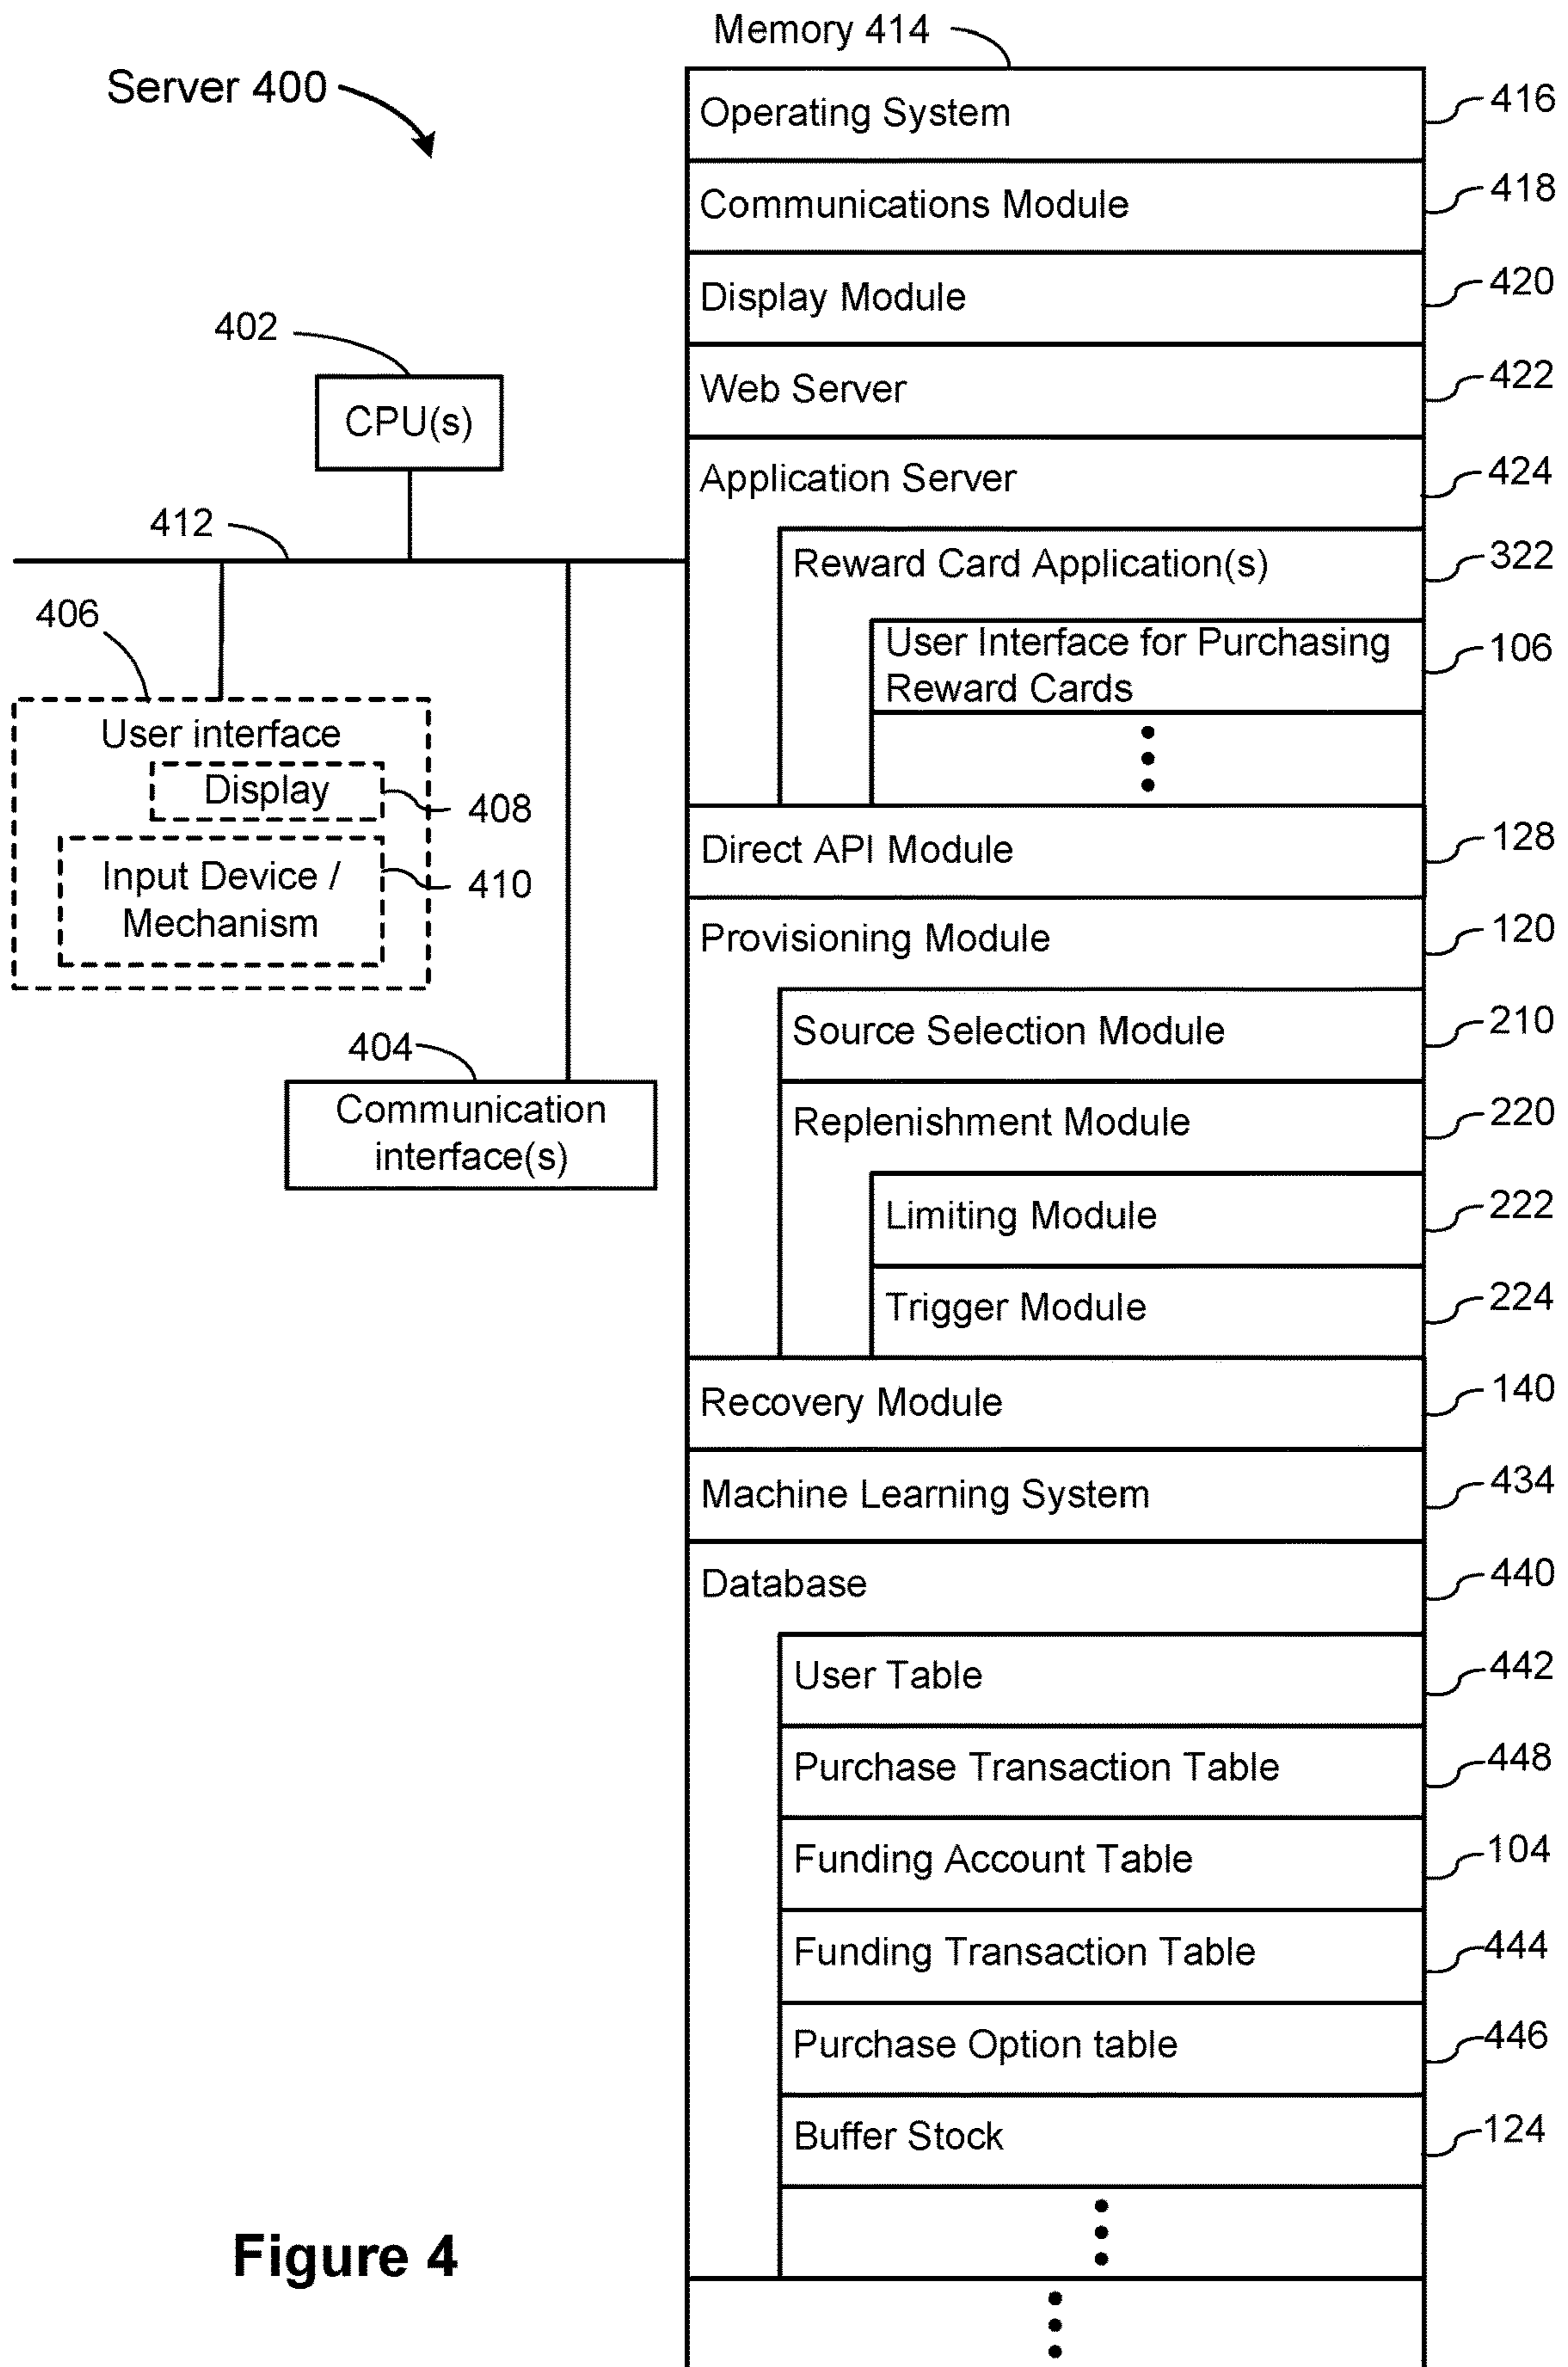 Memory 414
Server 400
Operating System 416
Communications Module 418
Display Module 420
Web Server 422
Application Server 424
Reward Card Application(s) 322
User Interface for Purchasing
Reward Cards 106
Direct API Module 128
Provisioning Module 120
Source Selection Module 210
Replenishment Module 220
Limiting Module 222
Trigger Module 224
Recovery Module 140
Machine Learning System 434
Database 440
User Table 442
Purchase Transaction Table 448
Funding Account Table 104
Funding Transaction Table 444
Purchase Option table 446
Buffer Stock 124
402
CPU(s)
412
406
User interface
Display
408
Input Device /
Mechanism
410
404
Communication
interface(s)
Figure 4